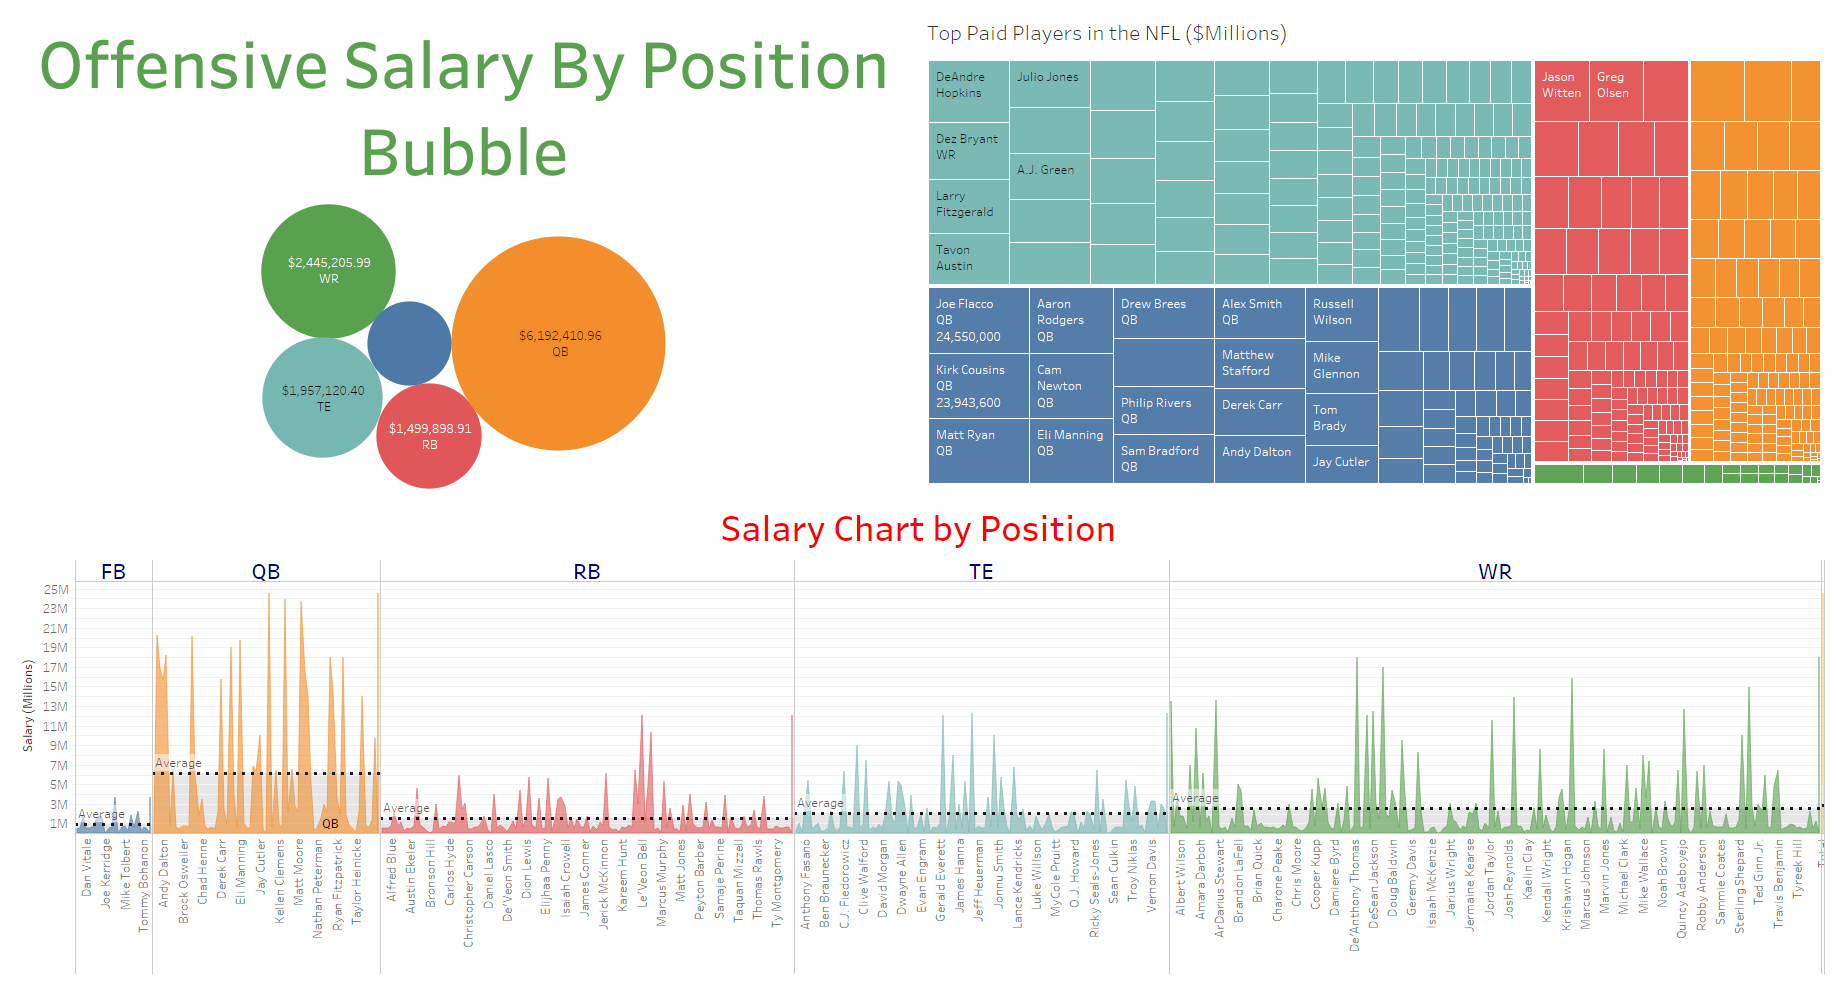 Offensive Salary By Position
Bubble
$2,445,205.99
WR
$6,192,410.96
QB
$1,957,120.40
TE
$1,499,898.91
RB
Top Paid Players in the NFL ($Millions)
DeAndre
Hopkins
Julio Jones
Dez Bryant
WR
A.J. Green
Larry
Fitzgerald
Tavon
Austin
Jason
Witten
Greg
Olsen
Joe Flacco
QB
24,550,000
Aaron
Rodgers
QB
Drew Brees
QB
Alex Smith
QB
Russell
Wilson
Kirk Cousins
QB
23,943,600
Cam
Newton
QB
Philip Rivers
QB
Matthew
Stafford
Mike
Glennon
Derek Carr
Tom
Brady
Matt Ryan
QB
Eli Manning
QB
Sam Bradford
QB
Andy Dalton
Jay Cutler
Salary Chart by Position
FB
QB
RB
TE
WR
Salary (Millions)
25M
23M
21M
19M
17M
15M
13M
11M
9M
7M
5M
3M
1M
Average
Average
Average
Average
Average
QB
Dan Vitale
Joe Kerridge
Mike Tolbert
Tommy Bohanon
Andy Dalton
Brock Osweiler
Chad Henne
Derek Carr
Eli Manning
Jay Cutler
Kellen Clemens
Matt Moore
Nathan Peterman
Ryan Fitzpatrick
Taylor Heinicke
Alfred Blue
Austin Ekeler
Bronson Hill
Carlos Hyde
Christopher Carson
Daniel Lasco
De'Veon Smith
Dion Lewis
Elijhaa Penny
Isaiah Crowell
James Conner
Jerick McKinnon
Kareem Hunt
Le'Veon Bell
Marcus Murphy
Matt Jones
Peyton Barber
Samaje Perine
Taquan Mizzell
Thomas Rawls
Ty Montgomery
Anthony Fasano
Ben Braunecker
C.J. Fiedorowicz
Clive Walford
David Morgan
Dwayne Allen
Evan Engram
Gerald Everett
James Hanna
Jeff Heuerman
Jonnu Smith
Lance Kendricks
Luke Wilson
MyCole Pruitt
O.J. Howard
Ricky Seals-Jones
Sean Culkin
Troy Niklas
Vernon Davis
Albert Wilson
Amara Darboh
ArDarius Stewart
Brandon LaFell
Brian Quick
Charone Peake
Chris Moore
Cooper Kupp
Damiere Byrd
De'Anthony Thomas
DeSean Jackson
Doug Baldwin
Geremy Davis
Isaiah McKenzie
Jarius Wright
Jermaine Kearse
Jordan Taylor
Josh Reynolds
Kaelin Clay
Kendall Wright
Krishawn Hogan
Marcus Johnson
Marvin Jones
Michael Clark
Mike Wallace
Noah Brown
Quincy Adeboyejo
Robby Anderson
Sammie Coates
Sterling Shepard
Ted Ginn Jr.
Travis Benjamin
Tyreek Hill